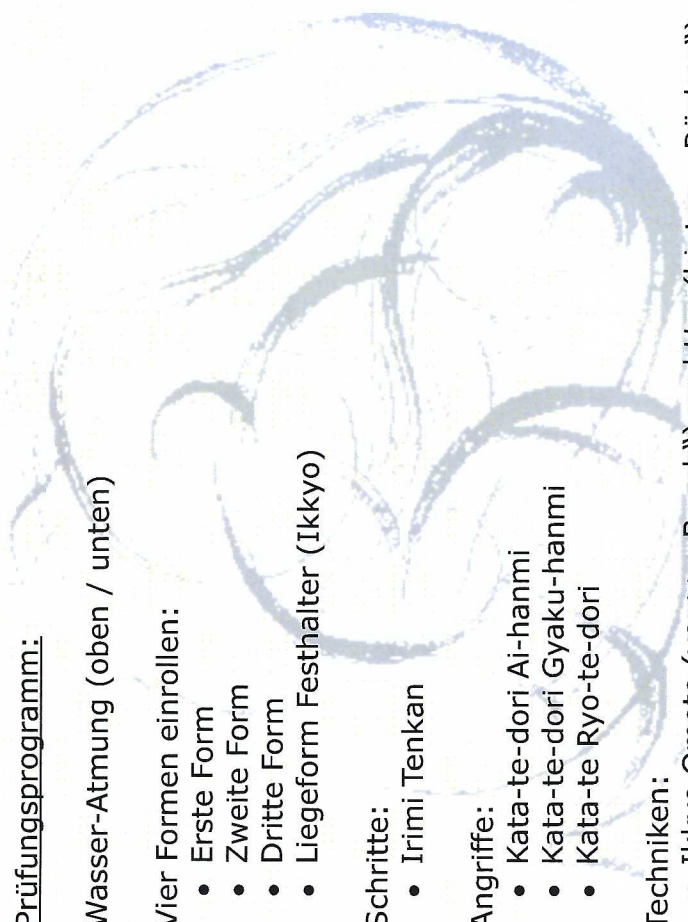 Prüfungsprogramm:
Wasser-Atmung (oben / unten)
Vier Formen einrollen:
• Erste Form
• Zweite Form
• Dritte Form
• Liegeform Festhalter (Ikkyo)
Schritte:
• Irimi Tenkan
Angriffe:
• Kata-te-dori Ai-hanmi
• Kata-te-dori Gyaku-hanmi
• Kata-te Ryo-te-dori
Techniken: